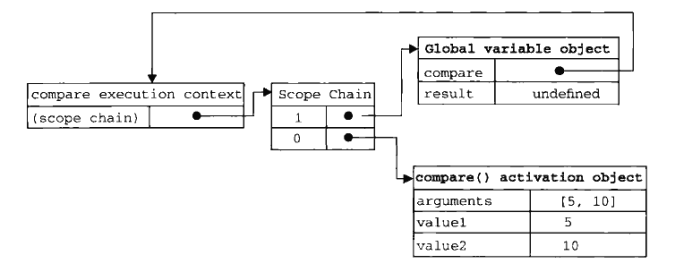 Global variable object
compare
result undefined
compare execution context
(scope chain)
Scope Chain
1
0
compare() activation object
arguments [5, 10]
value1 5
value2 10